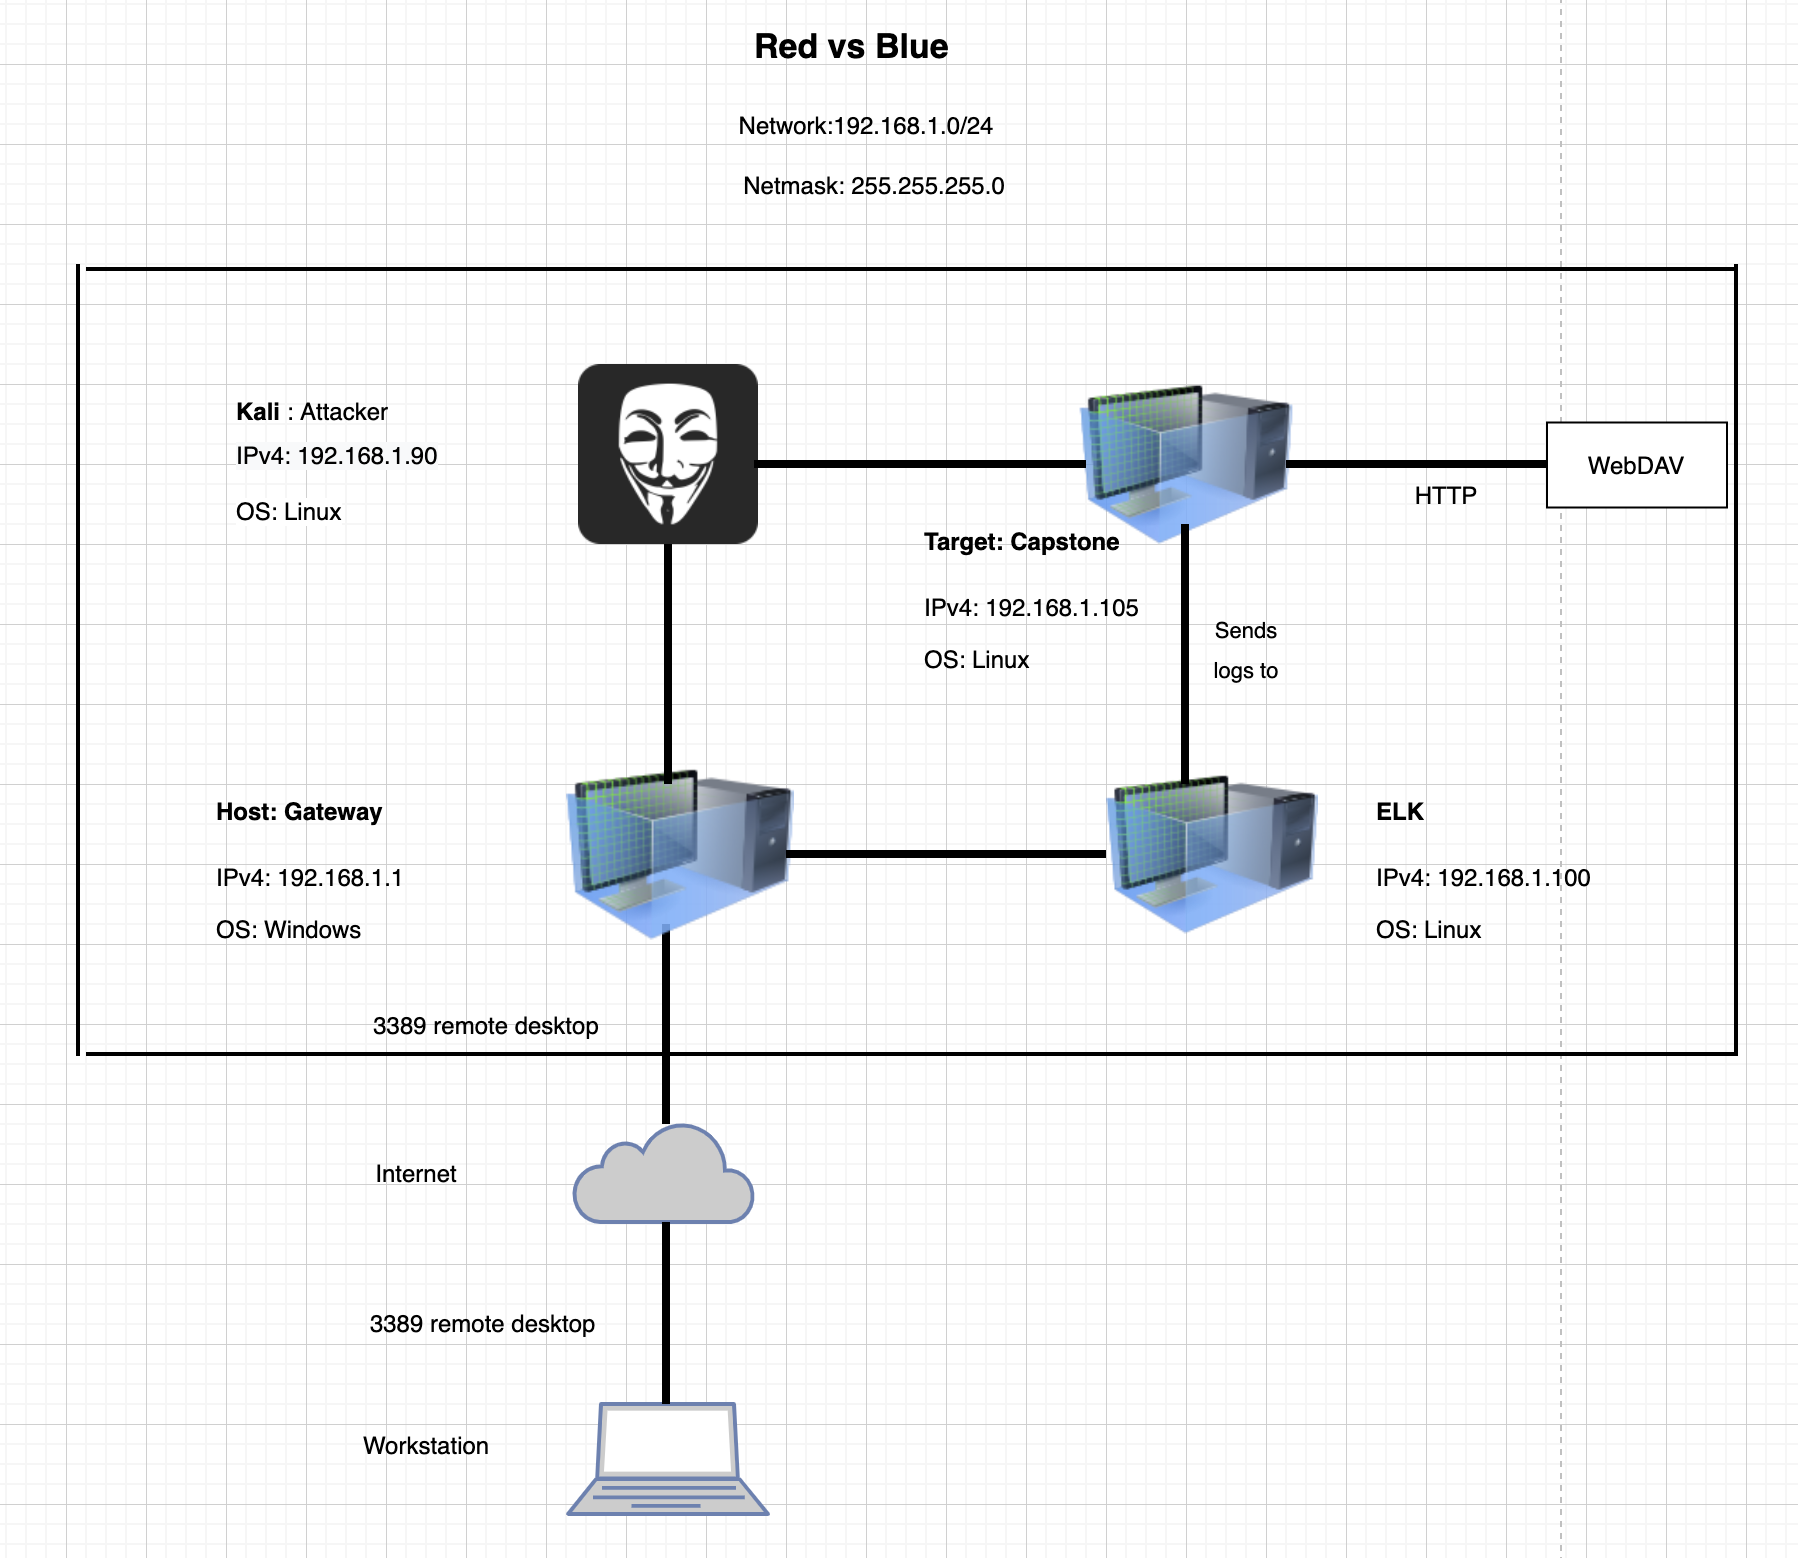 Red vs Blue
Network:192.168.1.0/24
Netmask: 255.255.255.0
Kali : Attacker
IPv4: 192.168.1.90
OS: Linux
WebDAV
HTTP
Target: Capstone
IPv4: 192.168.1.105
OS: Linux
Sends
logs to
Host: Gateway
IPv4: 192.168.1.1
OS: Windows
ELK
IPv4: 192.168.1.100
OS: Linux
3389 remote desktop
Internet
3389 remote desktop
Workstation